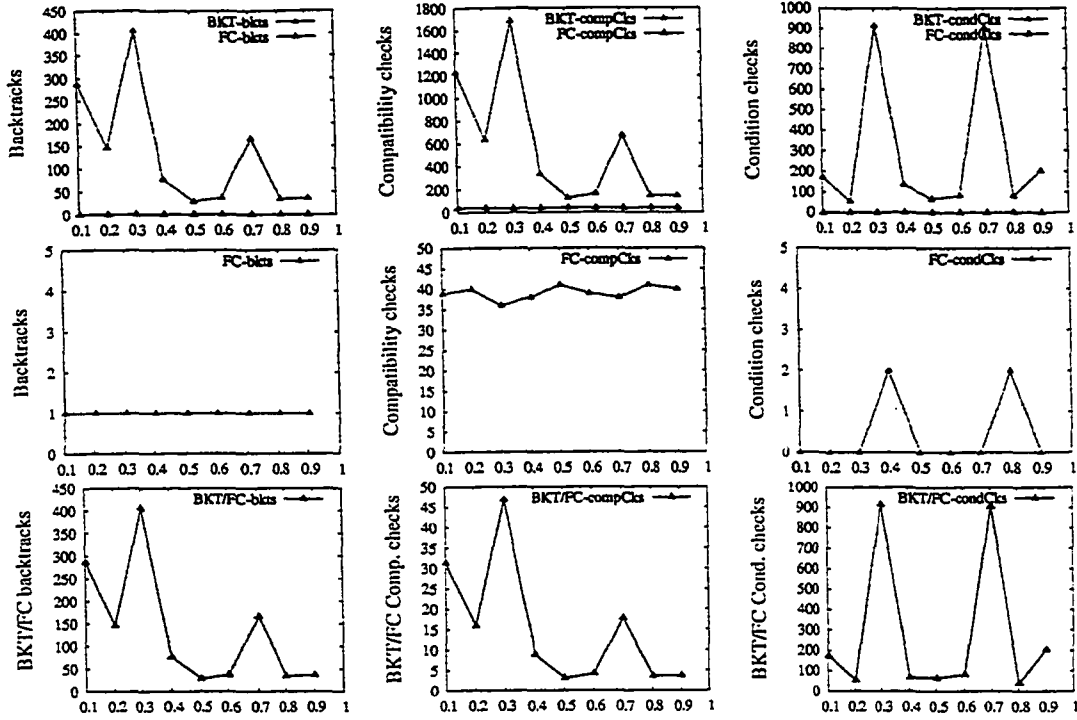 BKT-bkts
FC-bkts
Backtracks
450
400
350
300
250
200
150
100
50
0
0.1 0.2 0.3 0.4 0.5 0.6 0.7 0.8 0.9 1
BKT-compCks
FC-compCks
Compatibility checks
1800
1600
1400
1200
1000
800
600
400
200
0
0.1 0.2 0.3 0.4 0.5 0.6 0.7 0.8 0.9 1
BKT-condCks
FC-condCks
Condition checks
1000
900
800
700
600
500
400
300
200
100
0
0.1 0.2 0.3 0.4 0.5 0.6 0.7 0.8 0.9 1
FC-bkts
Backtracks
5
4
3
2
1
0
0.1 0.2 0.3 0.4 0.5 0.6 0.7 0.8 0.9 1
FC-compCks
Compatibility checks
50
45
40
35
30
25
20
15
10
5
0
0.1 0.2 0.3 0.4 0.5 0.6 0.7 0.8 0.9 1
FC-condCks
Condition checks
5
4
3
2
1
0
0.1 0.2 0.3 0.4 0.5 0.6 0.7 0.8 0.9 1
BKT/FC-bkts
BKT/FC backtracks
450
400
350
300
250
200
150
100
50
0
0.1 0.2 0.3 0.4 0.5 0.6 0.7 0.8 0.9 1
BKT/FC-compCks
BKT/FC Comp. checks
50
45
40
35
30
25
20
15
10
5
0
0.1 0.2 0.3 0.4 0.5 0.6 0.7 0.8 0.9 1
BKT/FC-condCks
BKT/FC Cond. checks
1000
900
800
700
600
500
400
300
200
100
0
0.1 0.2 0.3 0.4 0.5 0.6 0.7 0.8 0.9 1